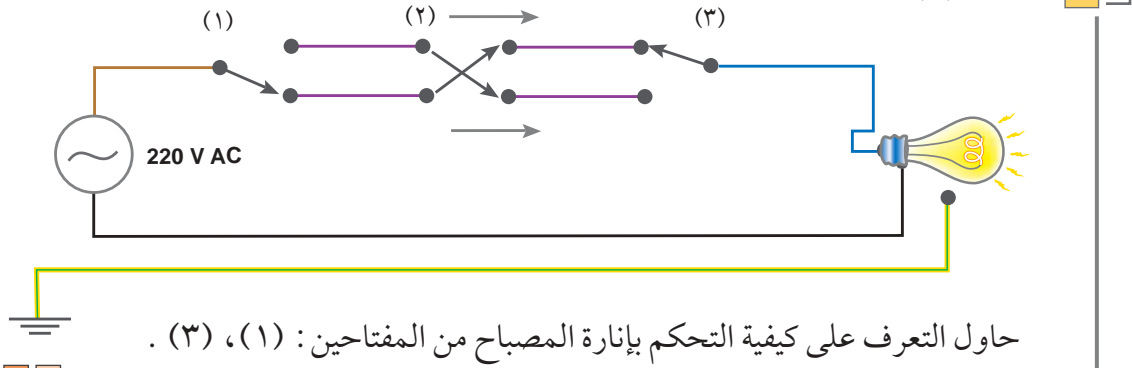 (١) (٢) (٣)
220 V AC
حاول التعرف على كيفية التحكم بإنارة المصباح من المفتاحين : (١)، (٣) .